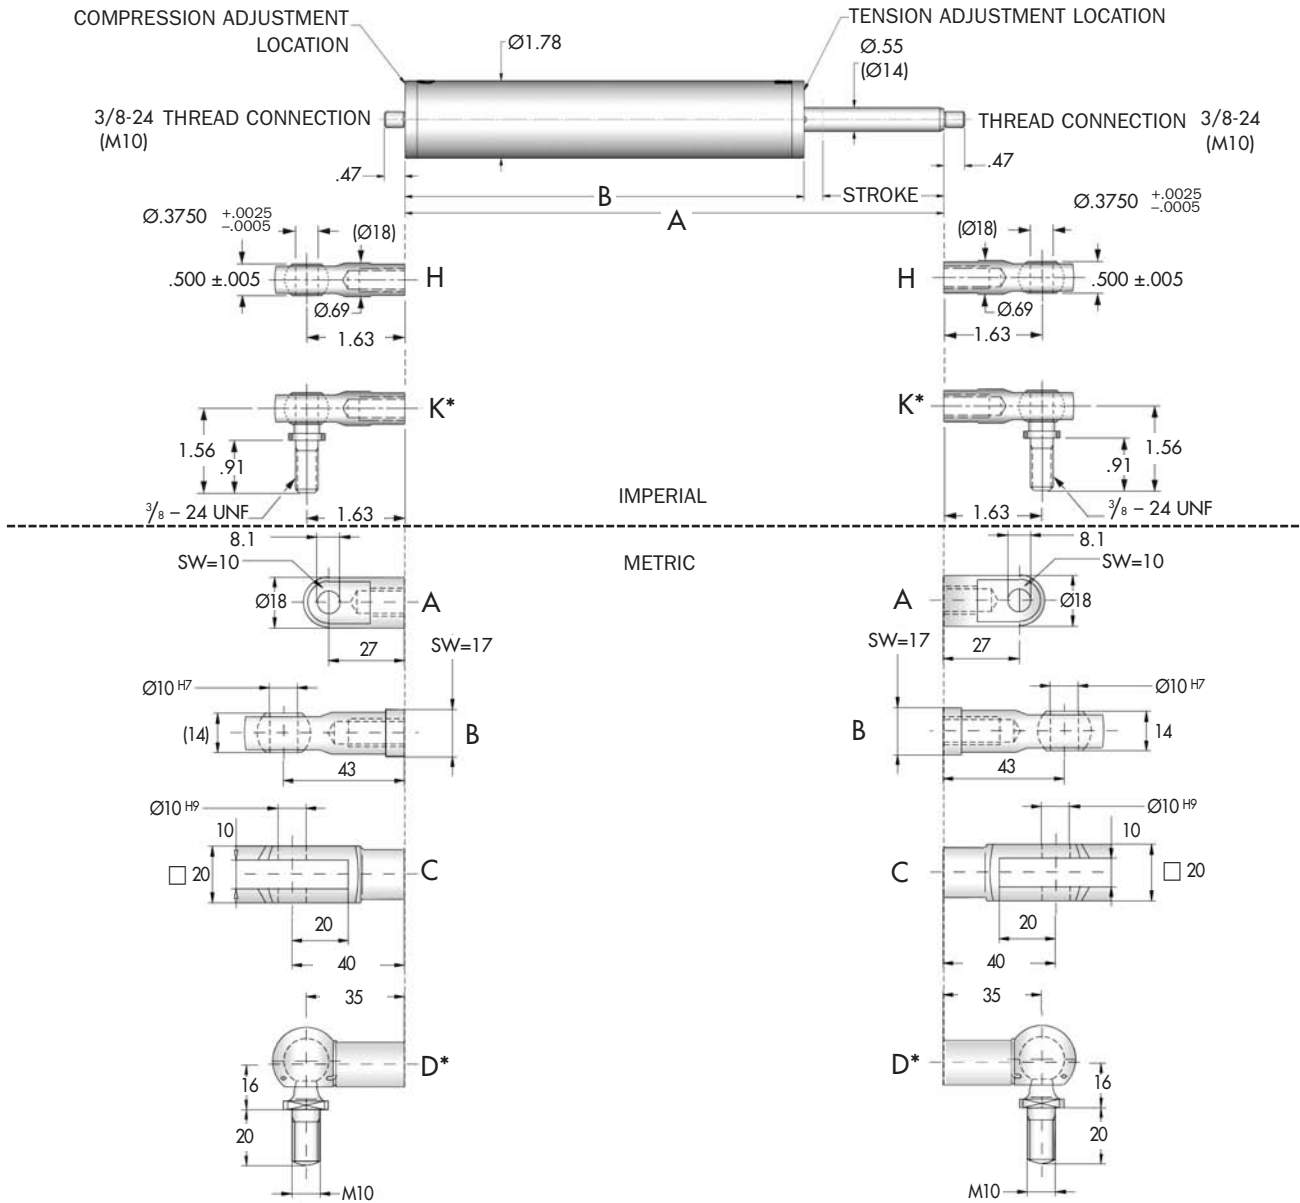 COMPRESSION ADJUSTMENT
LOCATION
TENSION ADJUSTMENT LOCATION
Ø1.78
Ø.55
(Ø14)
3/8-24 THREAD CONNECTION
(M10)
THREAD CONNECTION 3/8-24
(M10)
.47
.47
B
STROKE
A
Ø.3750 +.0025
–.0005
(Ø18)
H
.500 ±.005
Ø.69
1.63
Ø.3750 +.0025
–.0005
(Ø18)
H
.500 ±.005
Ø.69
1.63
K*
1.56
.91
3/8 – 24 UNF
1.63
K*
1.56
.91
3/8 – 24 UNF
1.63
IMPERIAL
METRIC
8.1
SW=10
Ø18
A
27
8.1
SW=10
A
Ø18
27
SW=17
Ø10 H7
(14)
B
43
SW=17
Ø10 H7
B
14
43
Ø10 H9
10
□ 20
C
20
40
Ø10 H9
10
C
□ 20
20
40
35
D*
16
20
M10
35
D*
16
20
M10